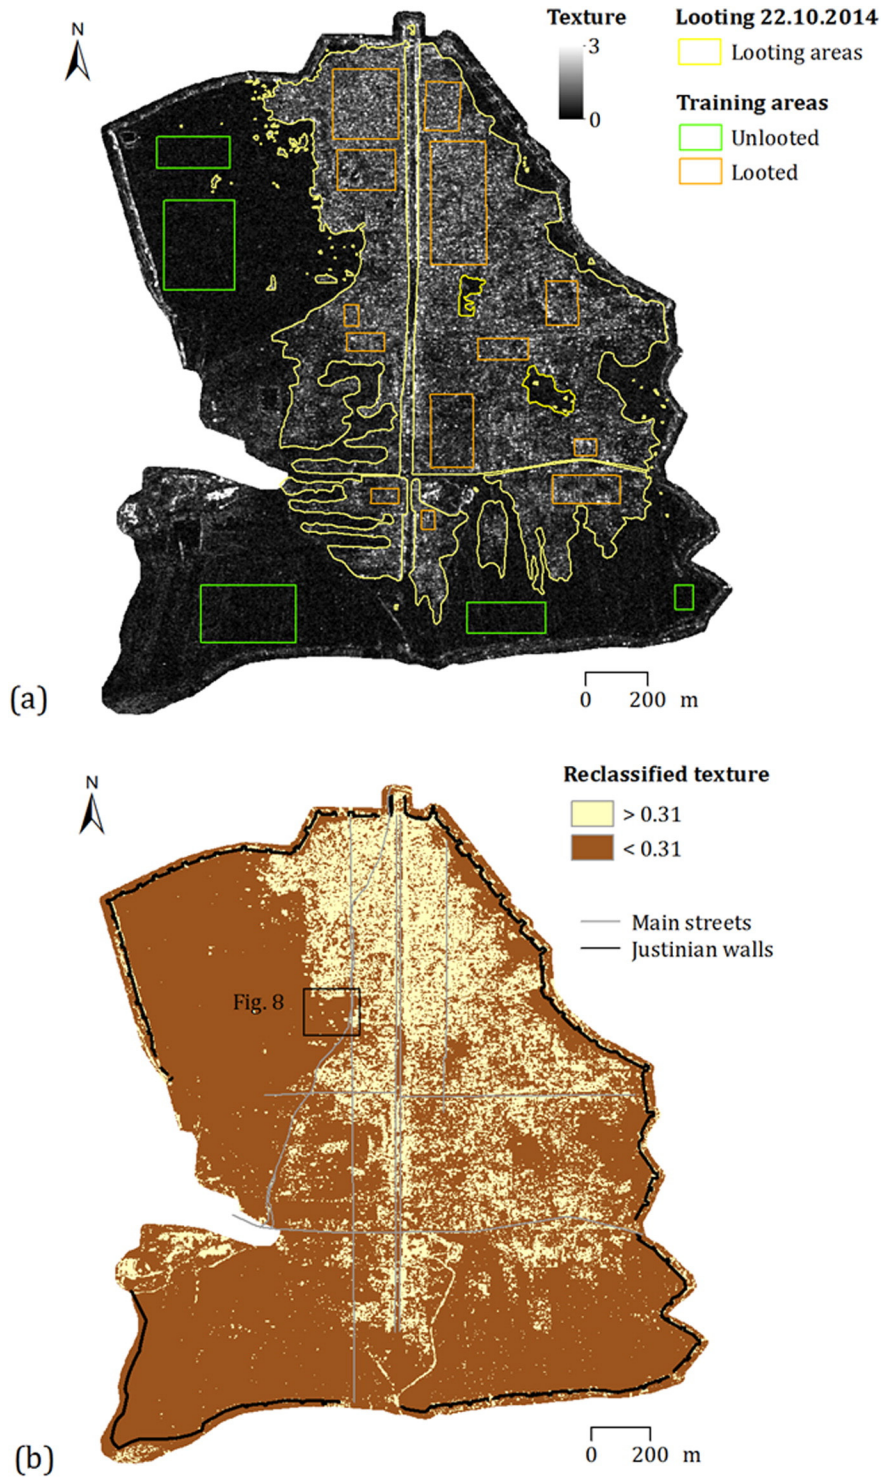 N
Texture
3
0
Looting 22.10.2014
Looting areas
Training areas
Unlooted
Looted
0 200 m
(a)
N
Reclassified texture
> 0.31
< 0.31
Main streets
Justinian walls
Fig. 8
0 200 m
(b)